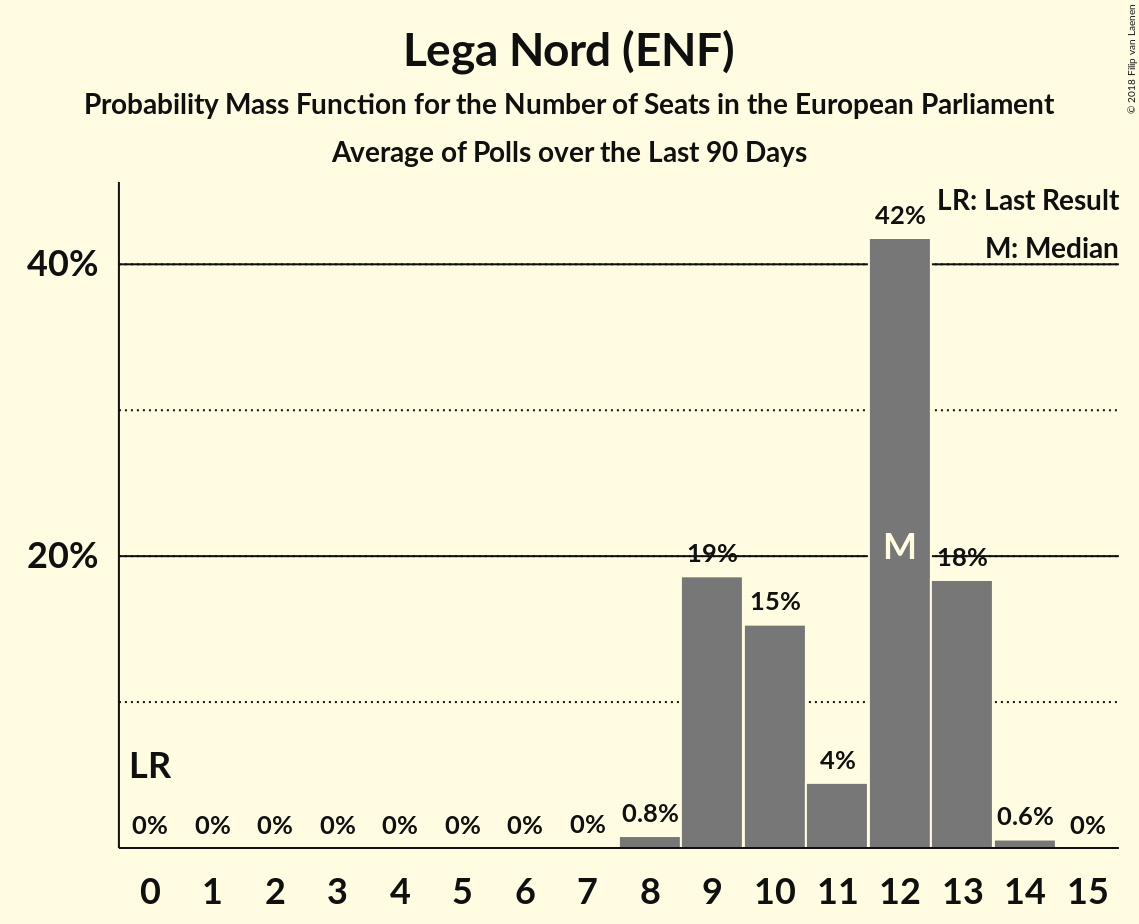 Lega Nord (ENF)
Probability Mass Function for the Number of Seats in the European Parliament
Average of Polls over the Last 90 Days
© 2018 Filip van Laenen
LR: Last Result
M: Median
42%
40%
20%
19%
M
18%
15%
4%
LR
0% 0% 0% 0% 0% 0% 0% 0% 0.8% 0.6% 0%
0 1 2 3 4 5 6 7 8 9 10 11 12 13 14 15